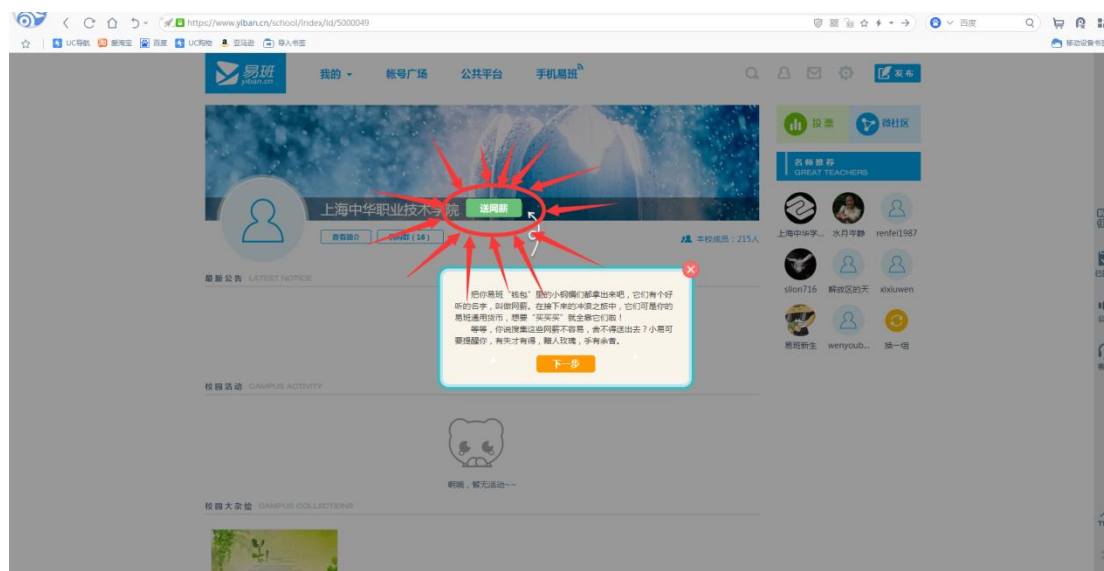 https://www.yiban.cn/school/index/id/5000049
百度
UC导航 爱淘宝 百度 UC购物 亚马逊 导入书签
移动设备书签
易班 我的 帐号广场 公共平台 手机易班 发布
yiban.cn
投票 微社区
名师推荐
GREAT TEACHERS
上海中华职业技术学院 送网薪
查看简介
(16)
本校成员：215人
上海中华学... 水月岑静 renfei1987
最新公告 LATEST NOTICE
slion716 解放区的天 xixiuwen
把你易班“钱包”里的小钢镚们都拿出来吧，它们有个好
听的名字，叫做网薪。在接下来的冲浪之旅中，它们可是你的
易班通用货币，想要“买买买”就全靠它们啦！
等等，你说搜集这些网薪不容易，舍不得送出去？小易可
要提醒你，有失才有得，赠人玫瑰，手有余香。
下一步
易班新生 wenyoub... 换一组
校园活动 CAMPUS ACTIVITY
啊哦，暂无活动~~
校园大杂烩 CAMPUS COLLECTIONS